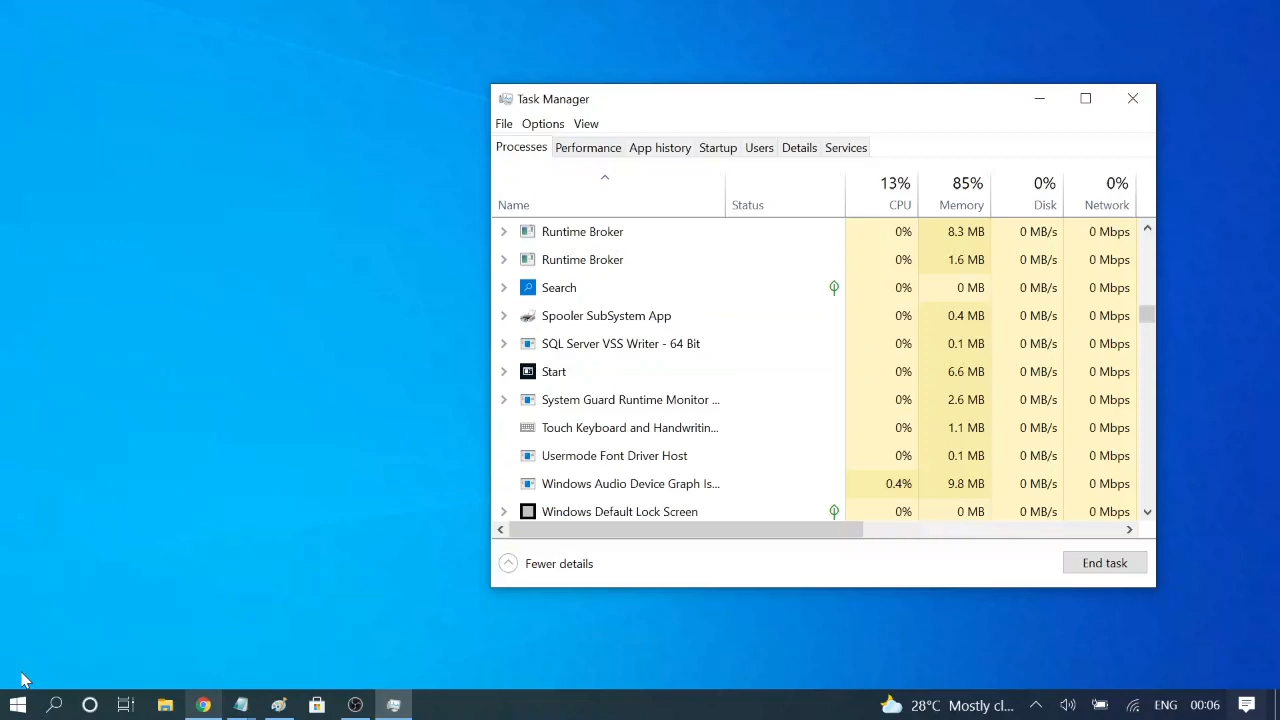 Task Manager
File Options View
Processes Performance App history Startup Users Details Services
13% 85% 0% 0%
Name Status CPU Memory Disk Network
Runtime Broker 0% 8.3 MB 0 MB/s 0 Mbps
Runtime Broker 0% 1.6 MB 0 MB/s 0 Mbps
Search 0% 0 MB 0 MB/s 0 Mbps
Spooler SubSystem App 0% 0.4 MB 0 MB/s 0 Mbps
SQL Server VSS Writer - 64 Bit 0% 0.1 MB 0 MB/s 0 Mbps
Start 0% 6.6 MB 0 MB/s 0 Mbps
System Guard Runtime Monitor ... 0% 2.6 MB 0 MB/s 0 Mbps
Touch Keyboard and Handwritin... 0% 1.1 MB 0 MB/s 0 Mbps
Usermode Font Driver Host 0% 0.1 MB 0 MB/s 0 Mbps
Windows Audio Device Graph Is... 0.4% 9.8 MB 0 MB/s 0 Mbps
Windows Default Lock Screen 0% 0 MB 0 MB/s 0 Mbps
Fewer details End task
28°C Mostly cl... ENG 00:06